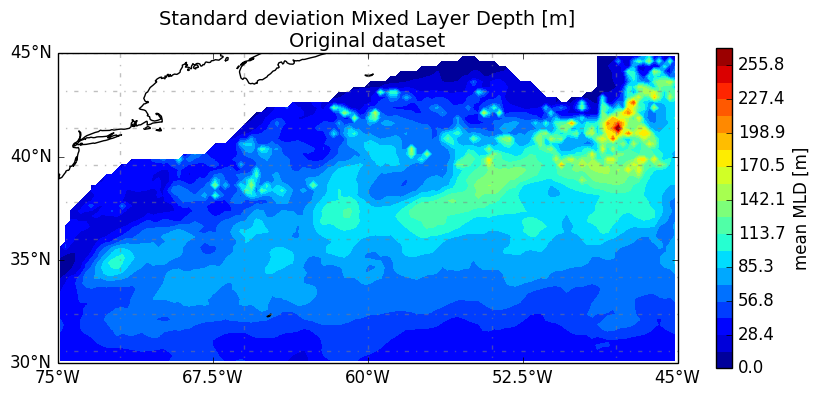 Standard deviation Mixed Layer Depth [m]
Original dataset
45°N
40°N
35°N
30°N
75°W 67.5°W 60°W 52.5°W 45°W
255.8
227.4
198.9
170.5
142.1
113.7
85.3
56.8
28.4
0.0
mean MLD [m]